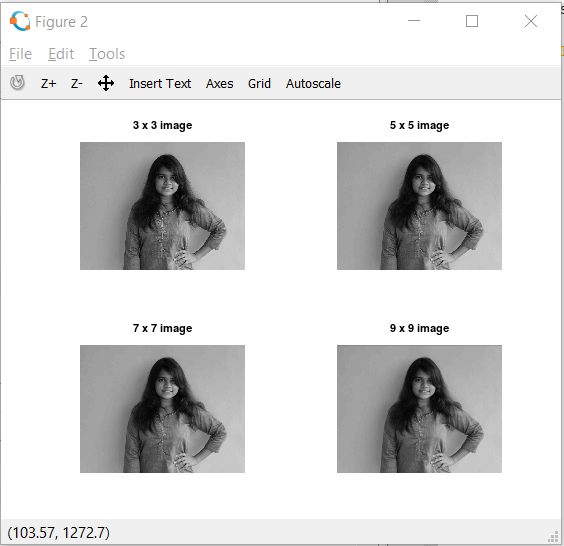 Figure 2
File Edit Tools
Z+ Z- Insert Text Axes Grid Autoscale
3 x 3 image
5 x 5 image
7 x 7 image
9 x 9 image
(103.57, 1272.7)